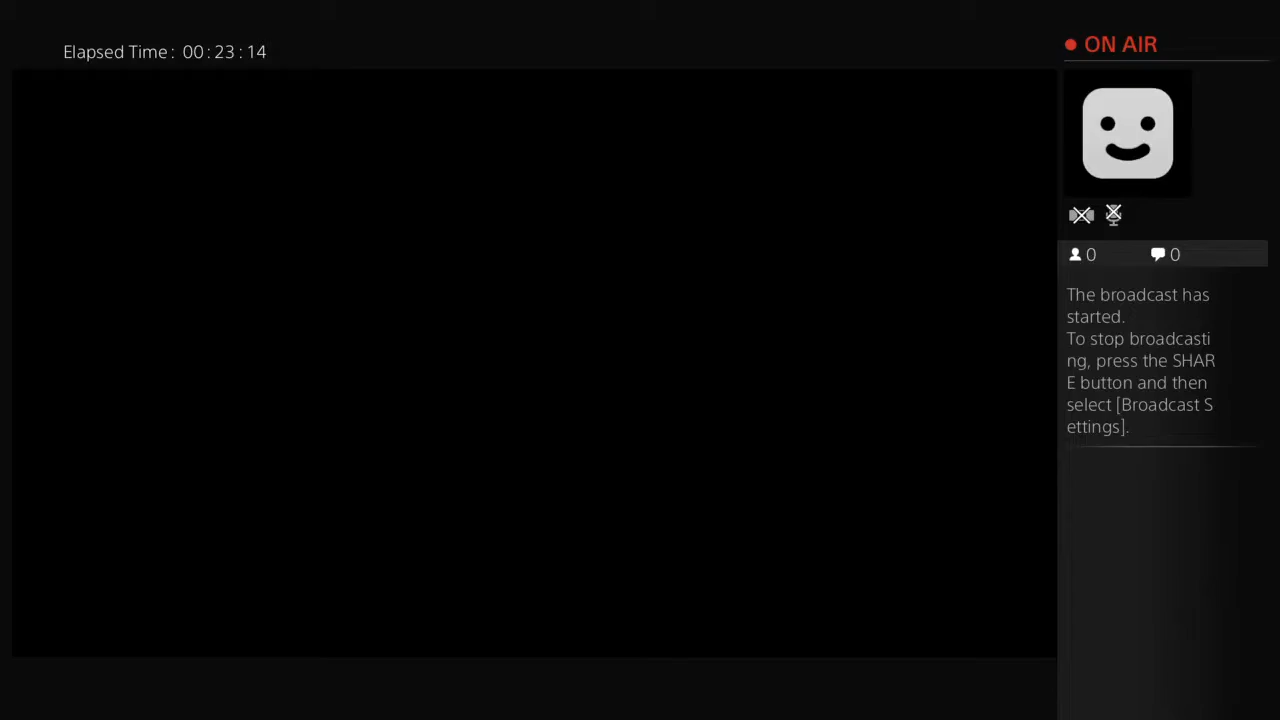 Elapsed Time: 00:23:14
ON AIR
0 0
The broadcast has
started.
To stop broadcasti
ng, press the SHAR
E button and then
select [Broadcast S
ettings].